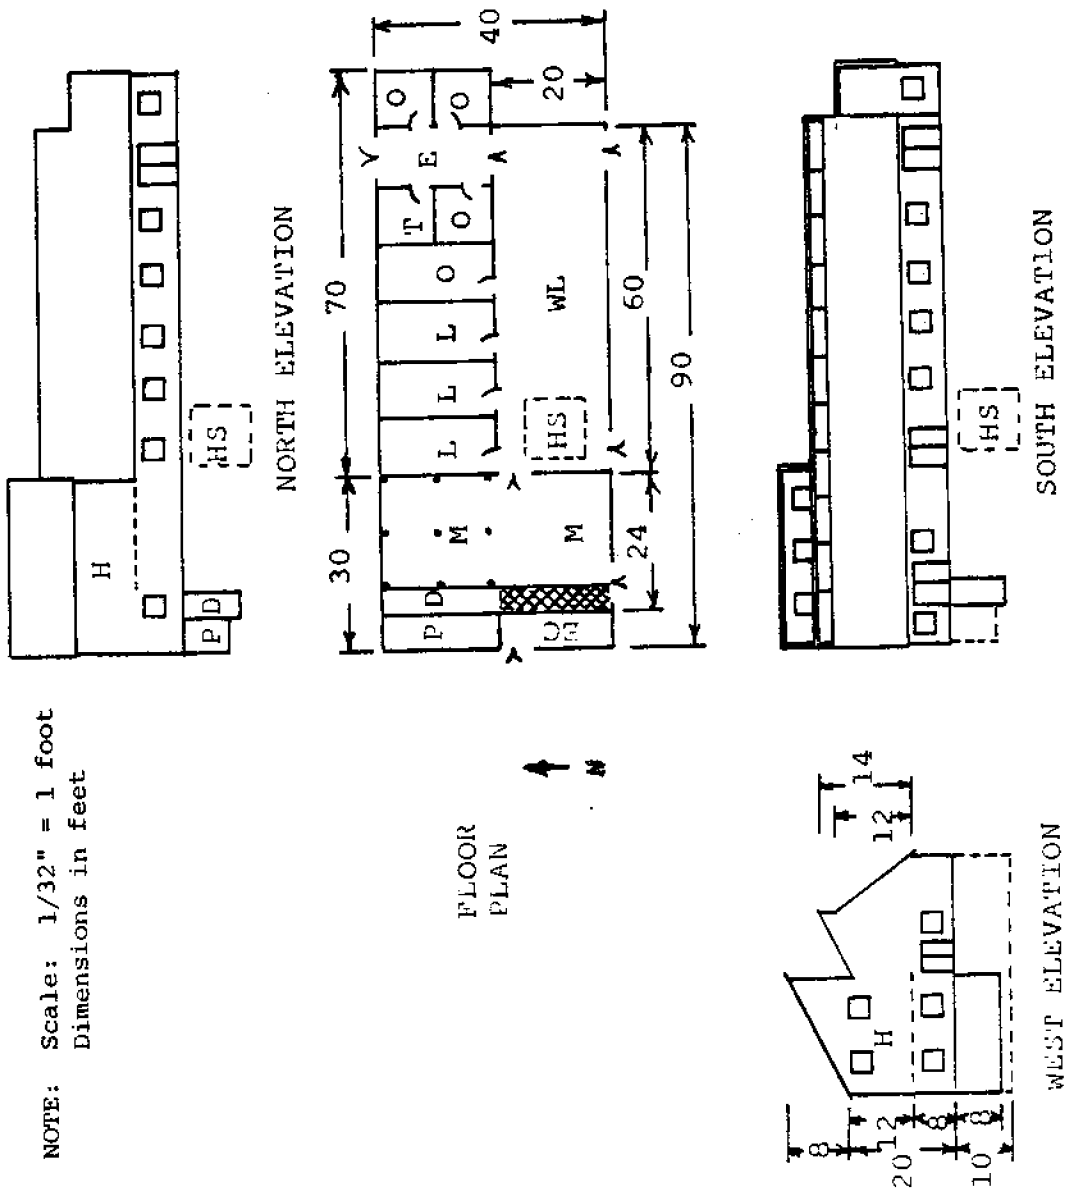 NOTE: Scale: 1/32" = 1 foot
Dimensions in feet
H
P D
HS
NORTH ELEVATION
30
70
40
20
P D
EC
M
M
L
L
L
O
T
O
E
O
O
HS
WL
24
60
90
FLOOR
PLAN
N
HS
SOUTH ELEVATION
H
8
12
20
8
8
10
14
12
WEST ELEVATION